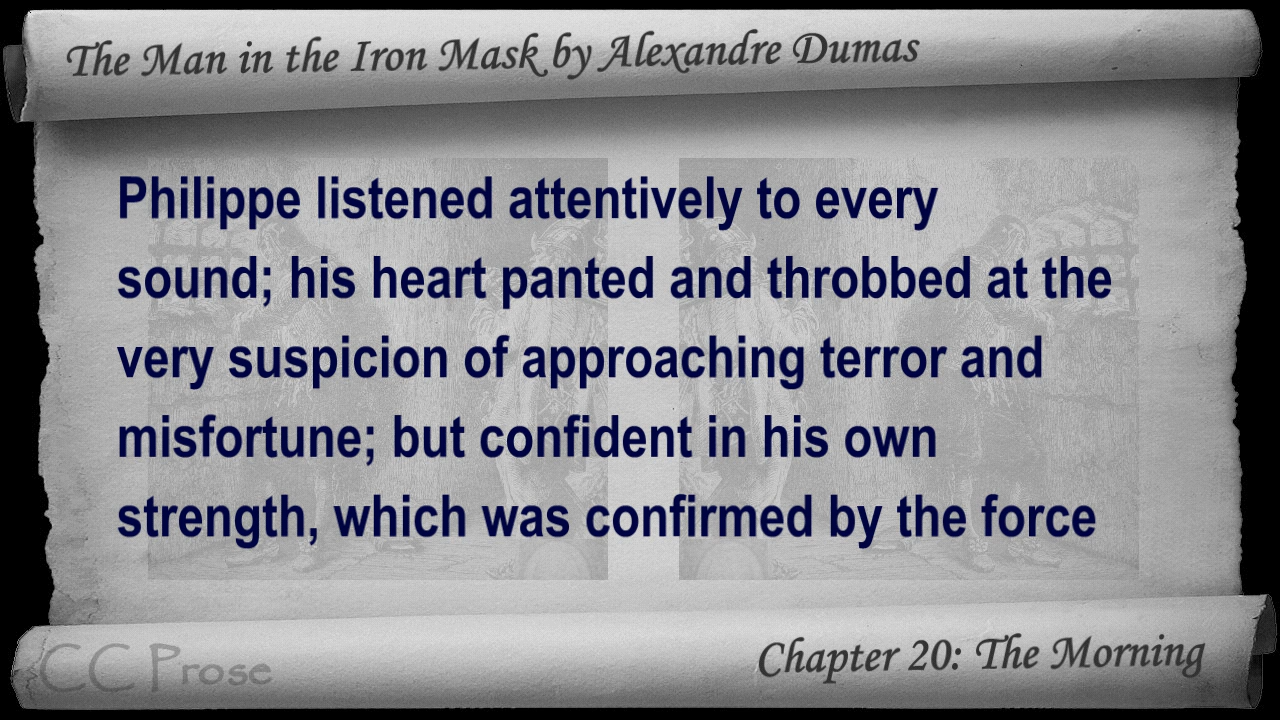 The Man in the Iron Mask by Alexandre Dumas
Philippe listened attentively to every
sound; his heart panted and throbbed at the
very suspicion of approaching terror and
misfortune; but confident in his own
strength, which was confirmed by the force
CC Prose
Chapter 20: The Morning